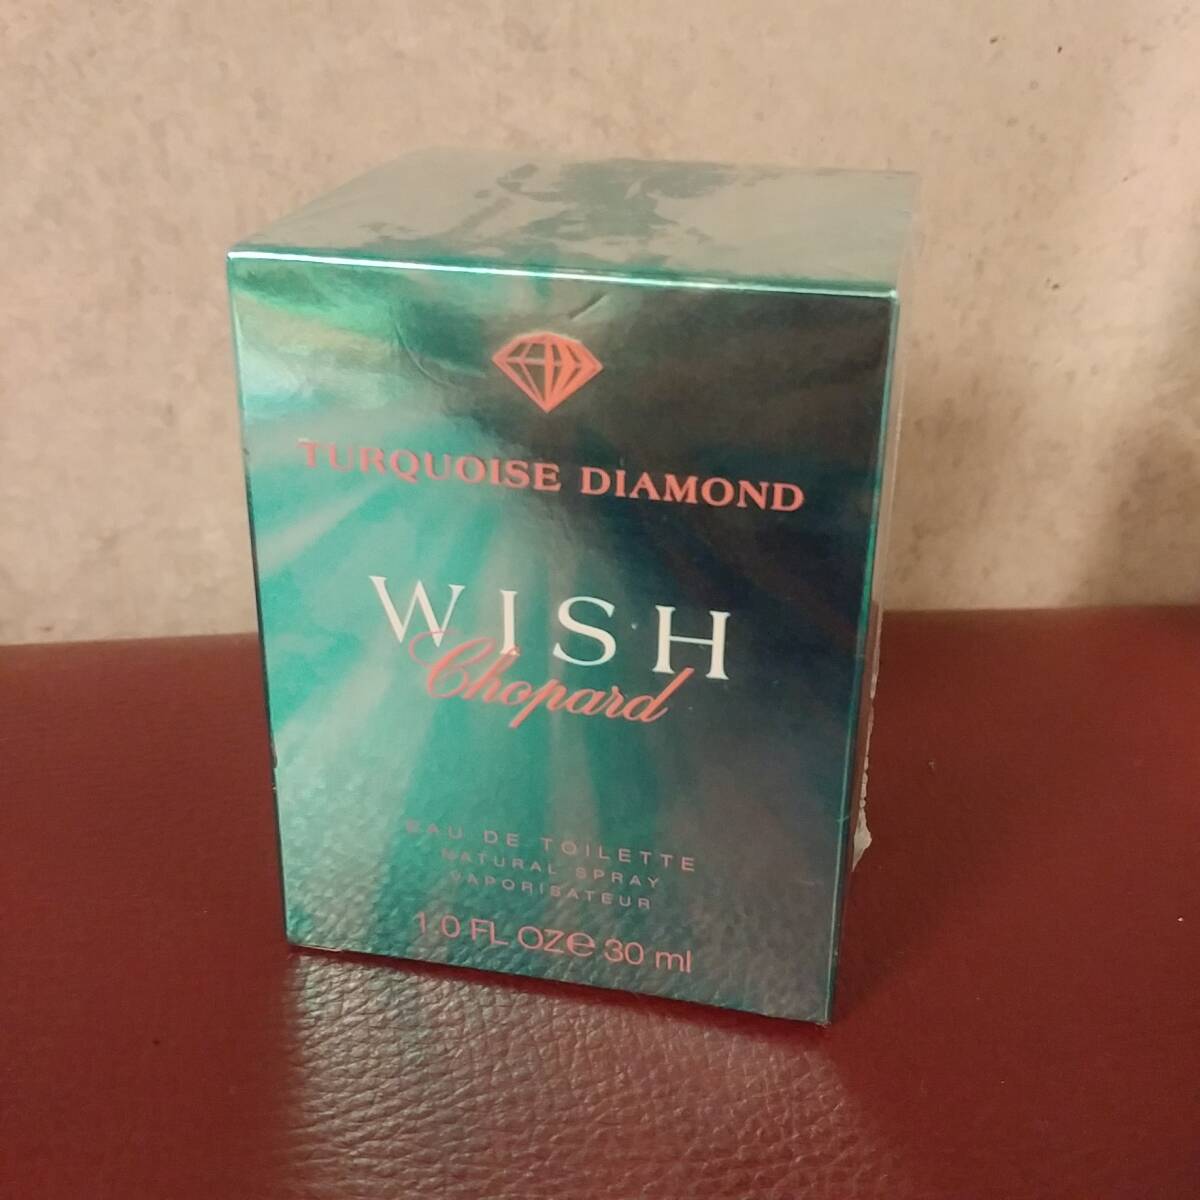 TURQUOISE DIAMOND
WISH
Chopard
EAU DE TOILETTE
NATURAL SPRAY
VAPORISATEUR
1.0 FL OZ℮ 30 ml